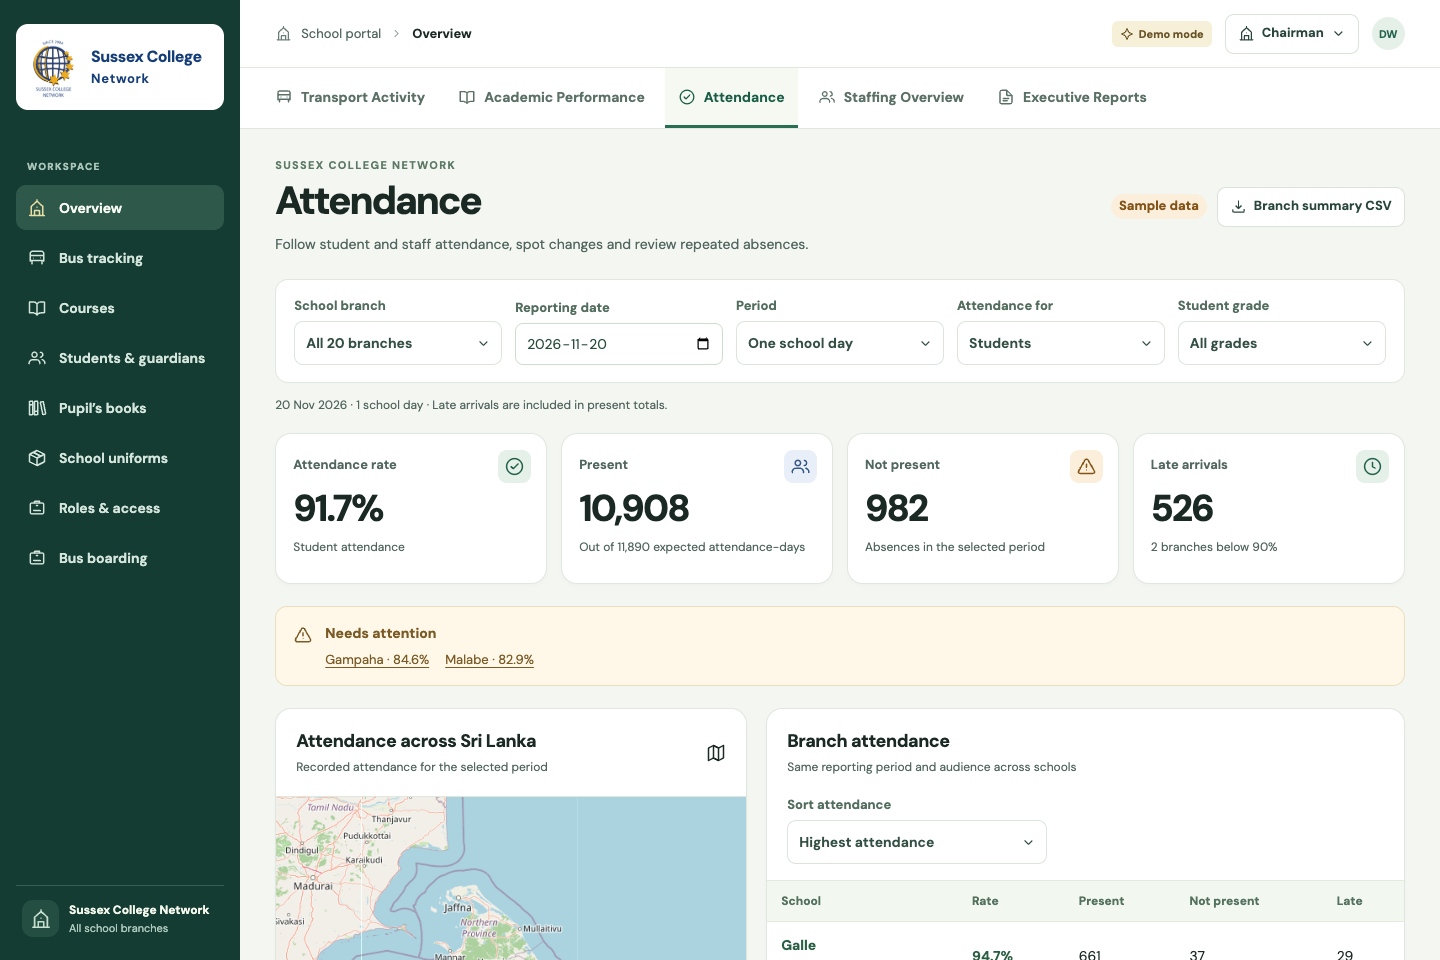 SUSSEX COLLEGE
NETWORK
Sussex College
Network
WORKSPACE
Overview
Bus tracking
Courses
Students & guardians
Pupil’s books
School uniforms
Roles & access
Bus boarding
Sussex College Network
All school branches
School portal
Overview
Demo mode
Chairman
DW
Transport Activity
Academic Performance
Attendance
Staffing Overview
Executive Reports
SUSSEX COLLEGE NETWORK
Attendance
Follow student and staff attendance, spot changes and review repeated absences.
Sample data
Branch summary CSV
School branch
All 20 branches
Reporting date
2026-11-20
Period
One school day
Attendance for
Students
Student grade
All grades
20 Nov 2026 · 1 school day · Late arrivals are included in present totals.
Attendance rate
91.7%
Student attendance
Present
10,908
Out of 11,890 expected attendance-days
Not present
982
Absences in the selected period
Late arrivals
526
2 branches below 90%
Needs attention
Gampaha · 84.6% Malabe · 82.9%
Attendance across Sri Lanka
Recorded attendance for the selected period
Tamil Nadu
Thanjavur
Pudukkottai
Dindigul
Karaikudi
Madurai
Sivakasi
Jaffna
Northern
Province
Mullaitivu
Mannar
Branch attendance
Same reporting period and audience across schools
Sort attendance
Highest attendance
School Rate Present Not present Late
Galle
94.7% 661 37 29